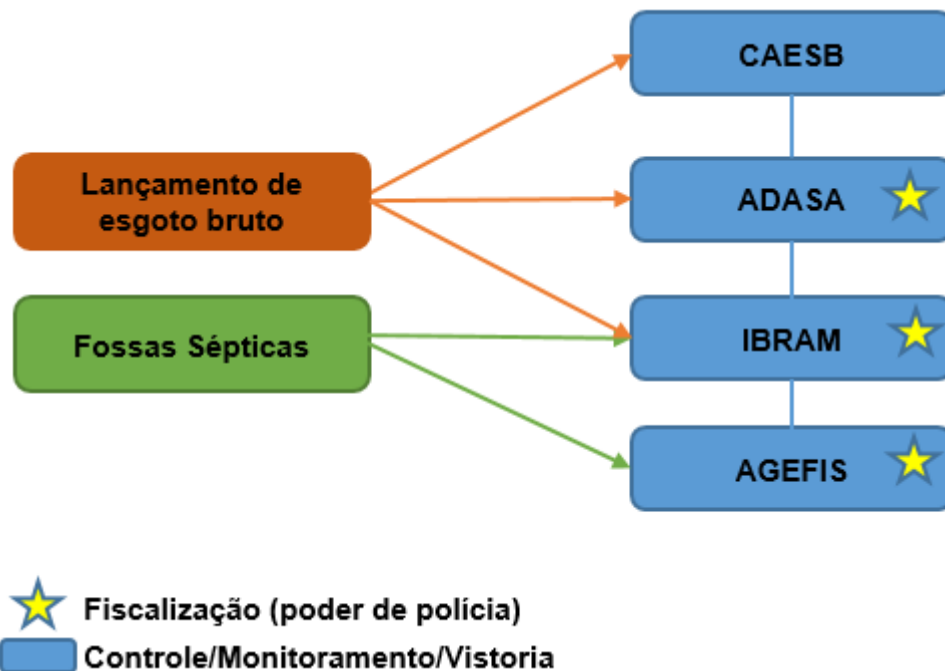 CAESB
Lançamento de
esgoto bruto
ADASA
Fossas Sépticas
IBRAM
AGEFIS
Fiscalização (poder de polícia)
Controle/Monitoramento/Vistoria